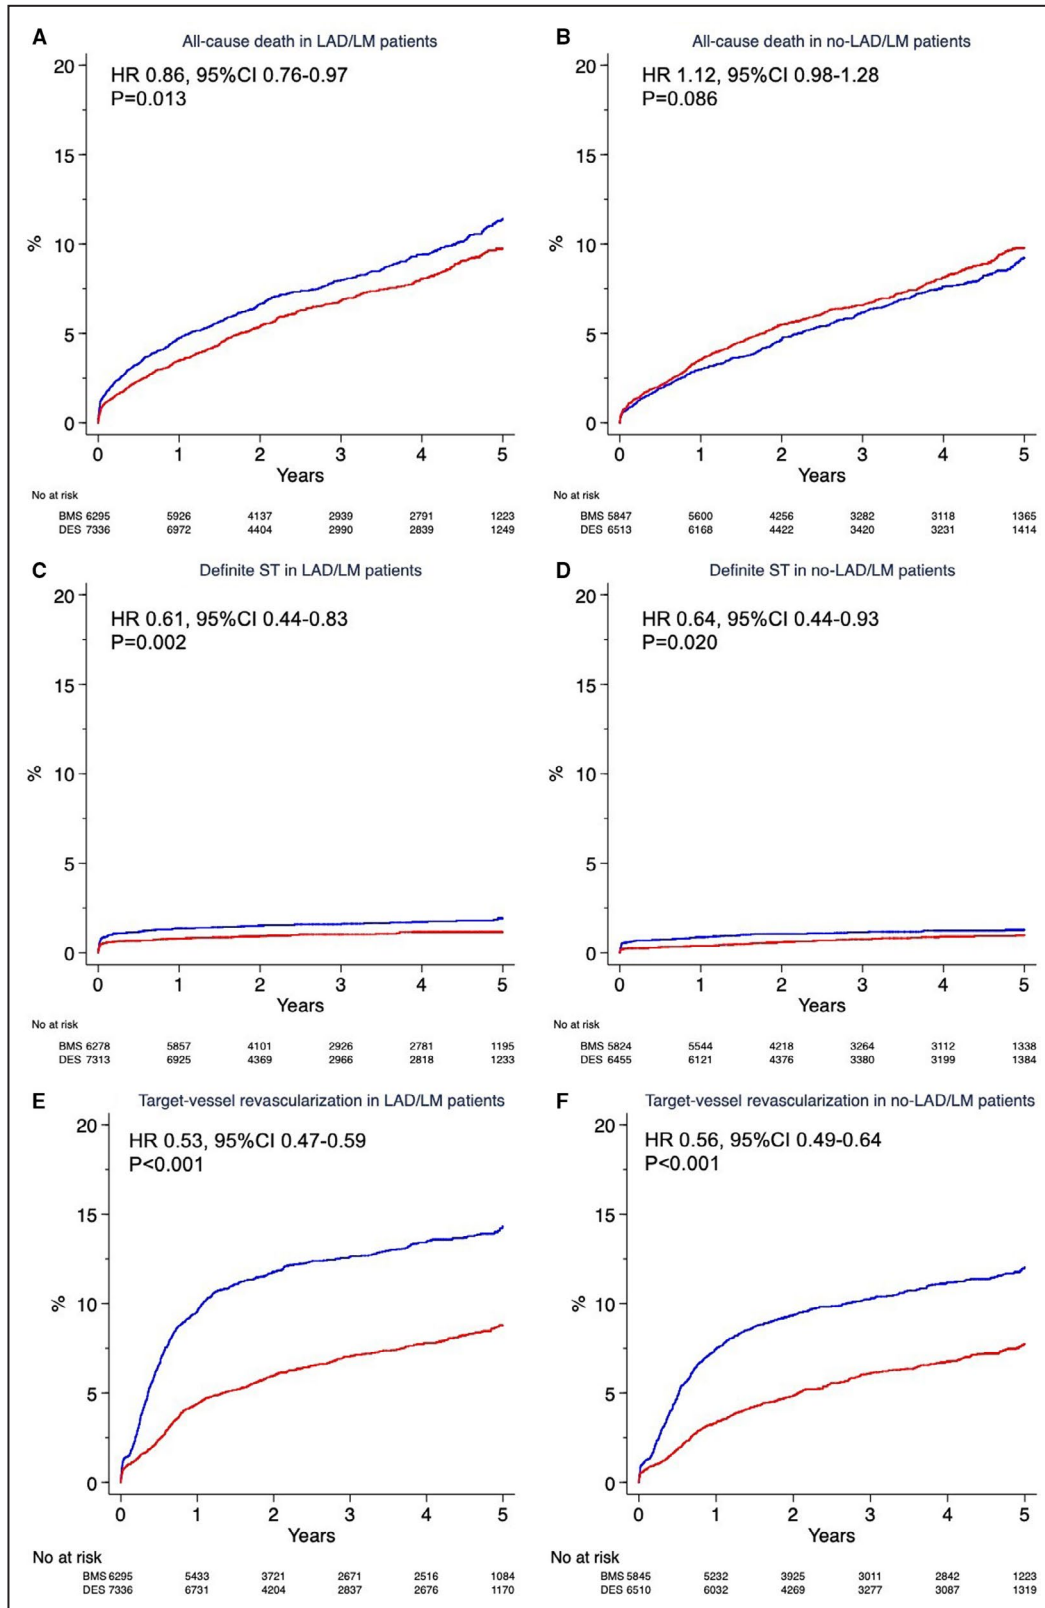 A
All-cause death in LAD/LM patients
20
HR 0.86, 95%CI 0.76-0.97
P=0.013
15
%
10
5
0
0 1 2 3 4 5
Years
No at risk
BMS 6295 5926 4137 2939 2791 1223
DES 7336 6972 4404 2990 2839 1249
B
All-cause death in no-LAD/LM patients
20
HR 1.12, 95%CI 0.98-1.28
P=0.086
15
%
10
5
0
0 1 2 3 4 5
Years
No at risk
BMS 5847 5600 4256 3282 3118 1365
DES 6513 6168 4422 3420 3231 1414
C
Definite ST in LAD/LM patients
20
HR 0.61, 95%CI 0.44-0.83
P=0.002
15
%
10
5
0
0 1 2 3 4 5
Years
No at risk
BMS 6278 5857 4101 2926 2781 1195
DES 7313 6925 4369 2966 2818 1233
D
Definite ST in no-LAD/LM patients
20
HR 0.64, 95%CI 0.44-0.93
P=0.020
15
%
10
5
0
0 1 2 3 4 5
Years
No at risk
BMS 5824 5544 4218 3264 3112 1338
DES 6455 6121 4376 3380 3199 1384
E
Target-vessel revascularization in LAD/LM patients
20
HR 0.53, 95%CI 0.47-0.59
P<0.001
15
%
10
5
0
0 1 2 3 4 5
Years
No at risk
BMS 6295 5433 3721 2671 2516 1084
DES 7336 6731 4204 2837 2676 1170
F
Target-vessel revascularization in no-LAD/LM patients
20
HR 0.56, 95%CI 0.49-0.64
P<0.001
15
%
10
5
0
0 1 2 3 4 5
Years
No at risk
BMS 5845 5232 3925 3011 2842 1223
DES 6510 6032 4269 3277 3087 1319